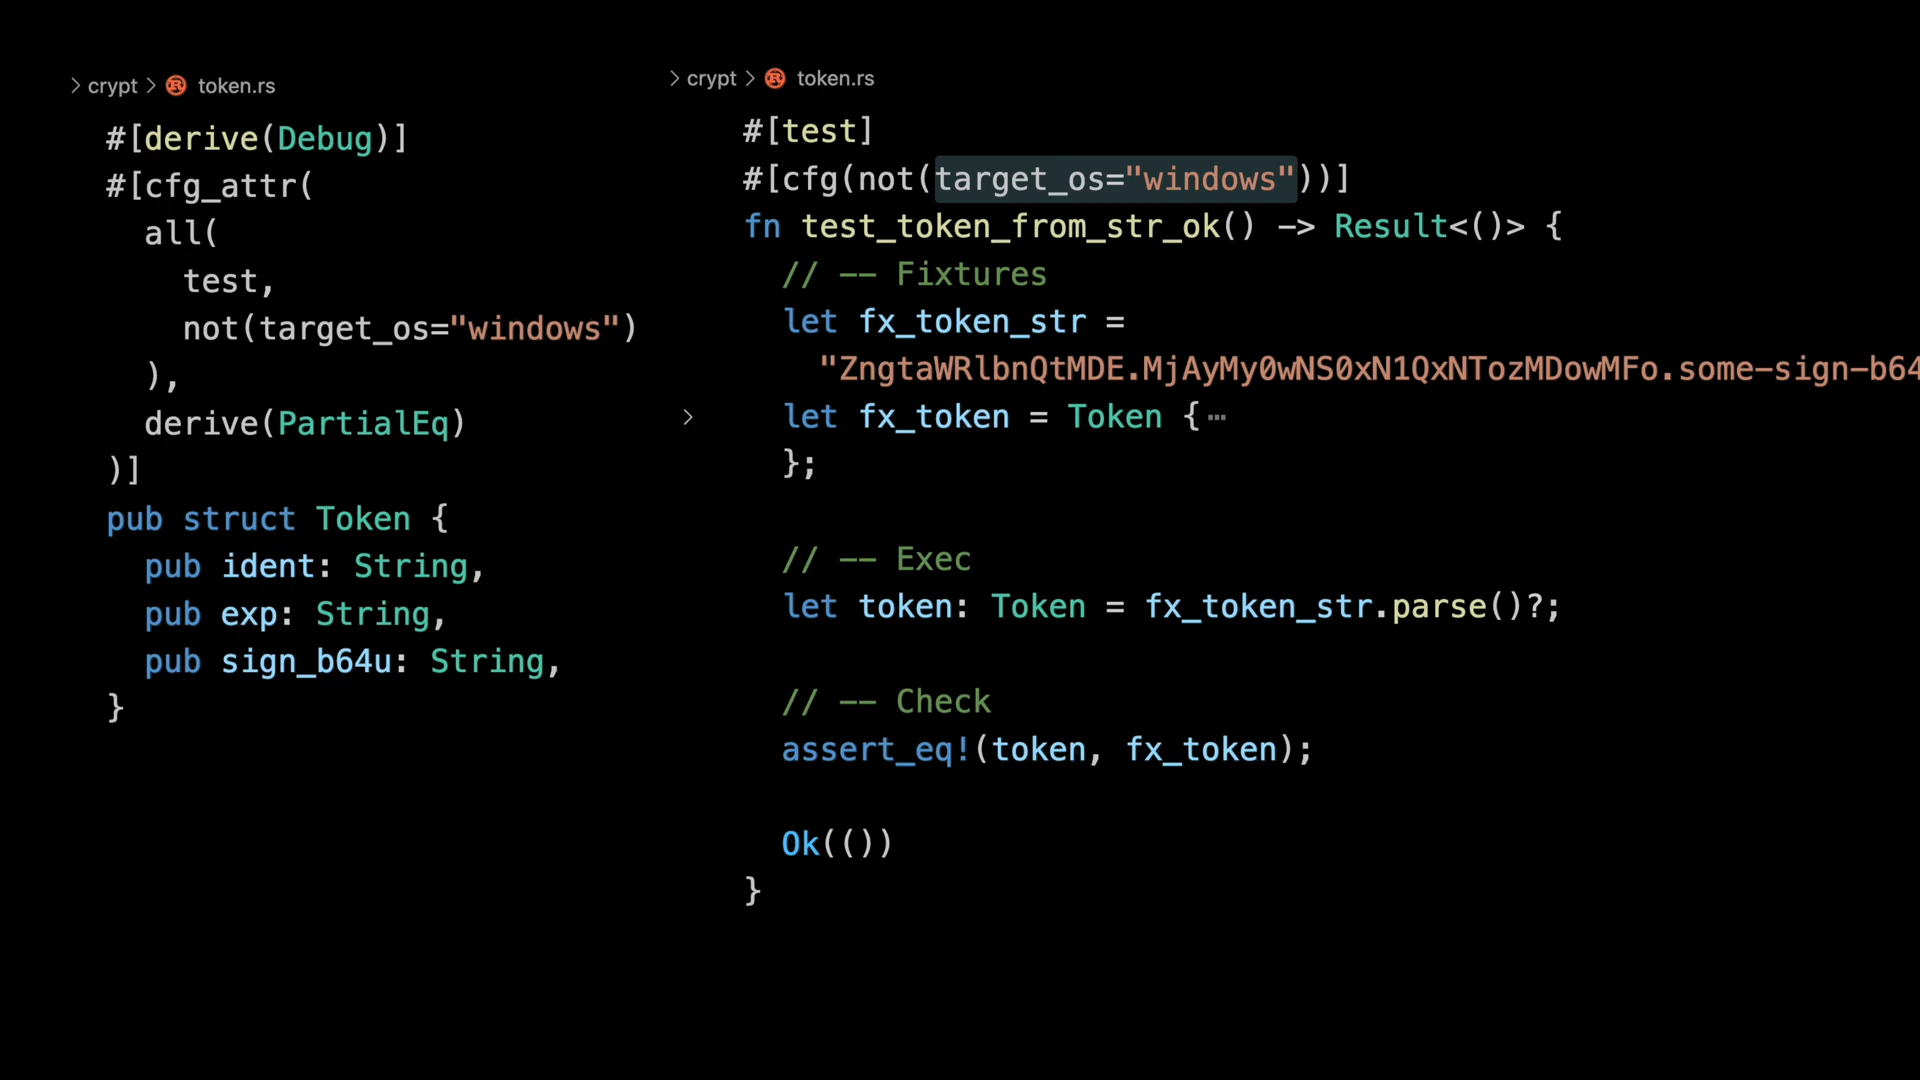 > crypt > token.rs
#[derive(Debug)]
#[cfg_attr(
all(
test,
not(target_os="windows")
),
derive(PartialEq)
)]
pub struct Token {
pub ident: String,
pub exp: String,
pub sign_b64u: String,
}
> crypt > token.rs
#[test]
#[cfg(not(target_os="windows"))]
fn test_token_from_str_ok() -> Result<()> {
// -- Fixtures
let fx_token_str =
"ZngtaWRlbnQtMDE.MjAyMy0wNS0xN1QxNTozMDowMFo.some-sign-b64
> let fx_token = Token {⋯
};
// -- Exec
let token: Token = fx_token_str.parse()?;
// -- Check
assert_eq!(token, fx_token);
Ok(())
}